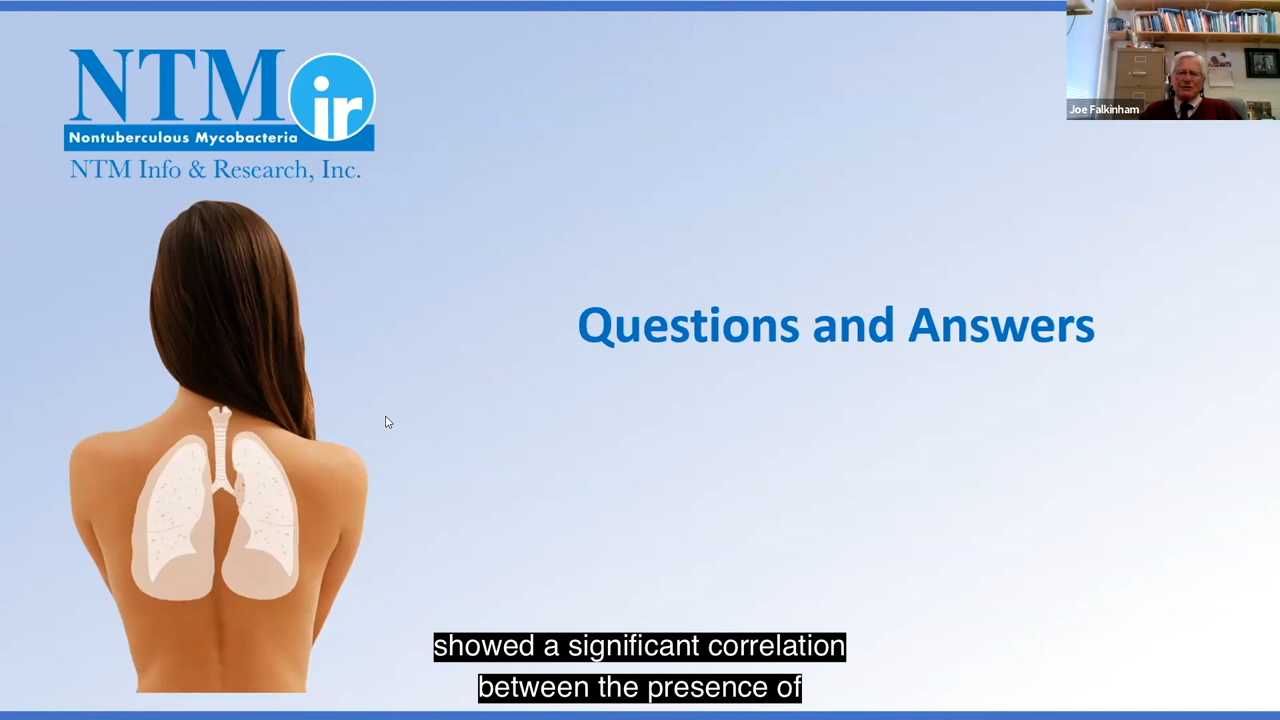 NTM
ir
Nontuberculous Mycobacteria
NTM Info & Research, Inc.
Joe Falkinham
Questions and Answers
showed a significant correlation
between the presence of